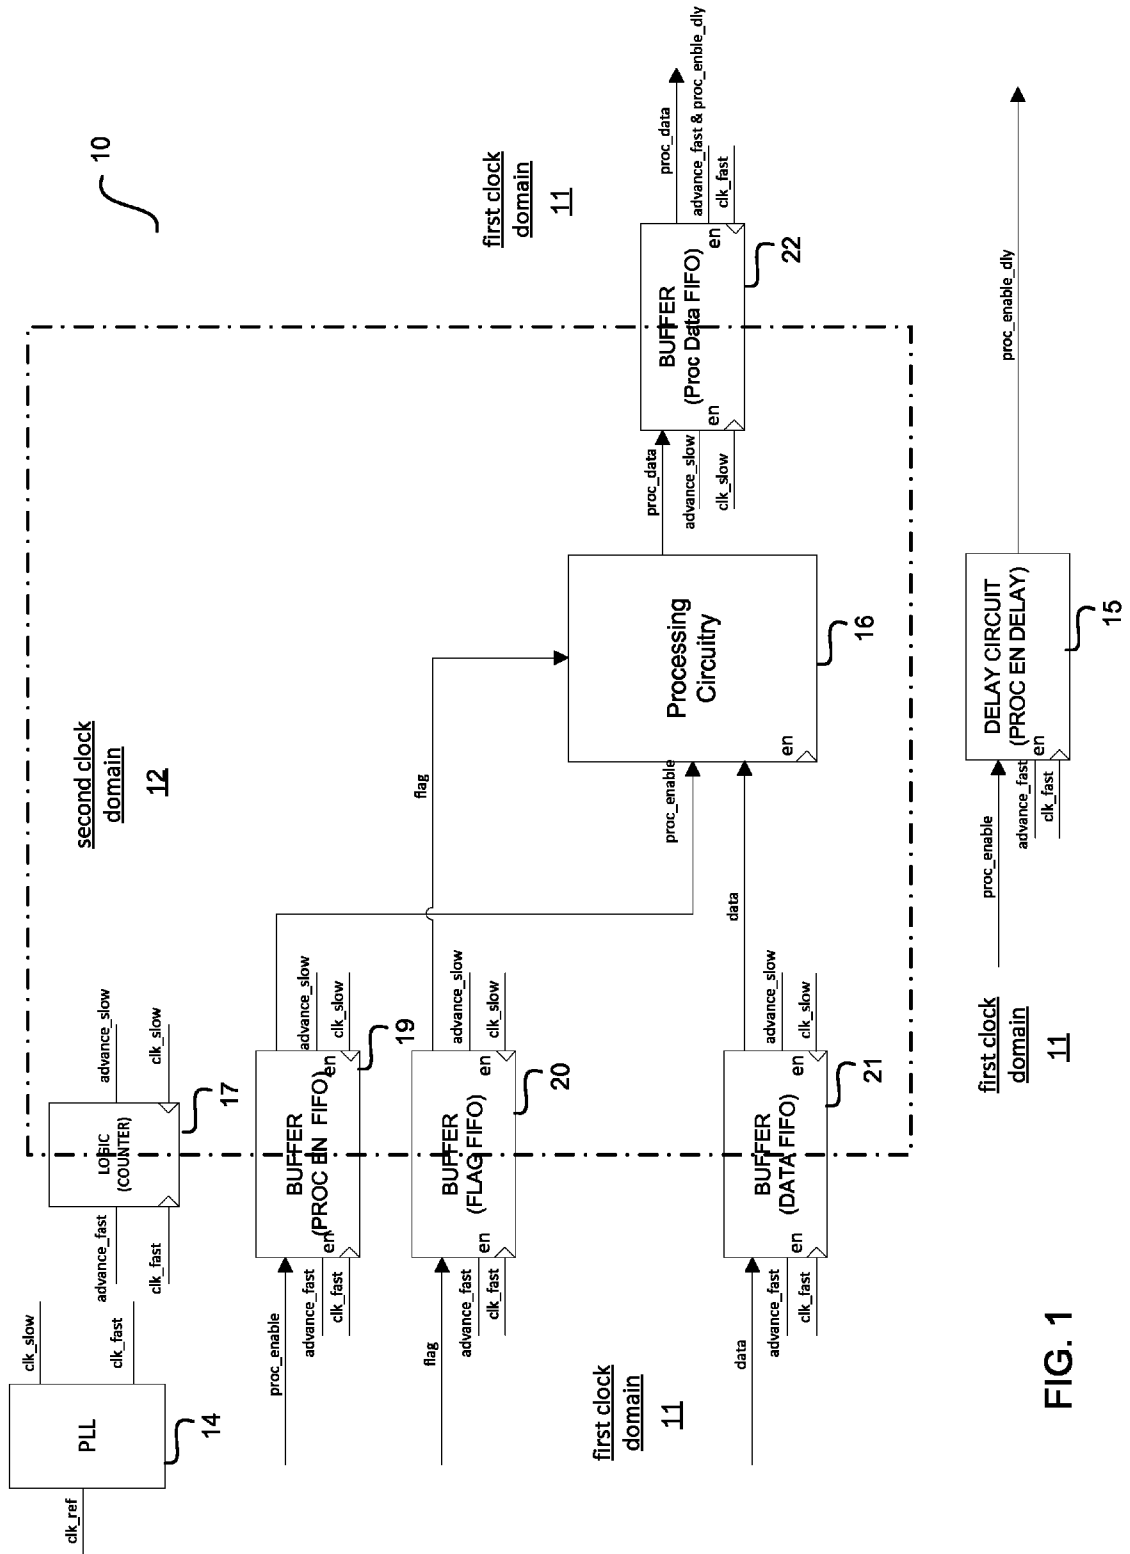 10
second clock
domain
12
first clock
domain
11
clk_ref
PLL
14
clk_slow
clk_fast
advance_fast
clk_fast
LOGIC
(COUNTER)
17
advance_slow
clk_slow
proc_enable
advance_fast
clk_fast
BUFFER
(PROC EN FIFO)
en
en
19
advance_slow
clk_slow
proc_enable
flag
advance_fast
clk_fast
BUFFER
(FLAG FIFO)
en
en
20
advance_slow
clk_slow
flag
first clock
domain
11
data
advance_fast
clk_fast
BUFFER
(DATA FIFO)
en
en
21
advance_slow
clk_slow
data
Processing
Circuitry
en
16
proc_data
advance_slow
clk_slow
BUFFER
(Proc Data FIFO)
en
en
22
proc_data
advance_fast & proc_enble_dly
clk_fast
first clock
domain
11
proc_enable
advance_fast
clk_fast
DELAY CIRCUIT
(PROC EN DELAY)
en
15
proc_enable_dly
FIG. 1